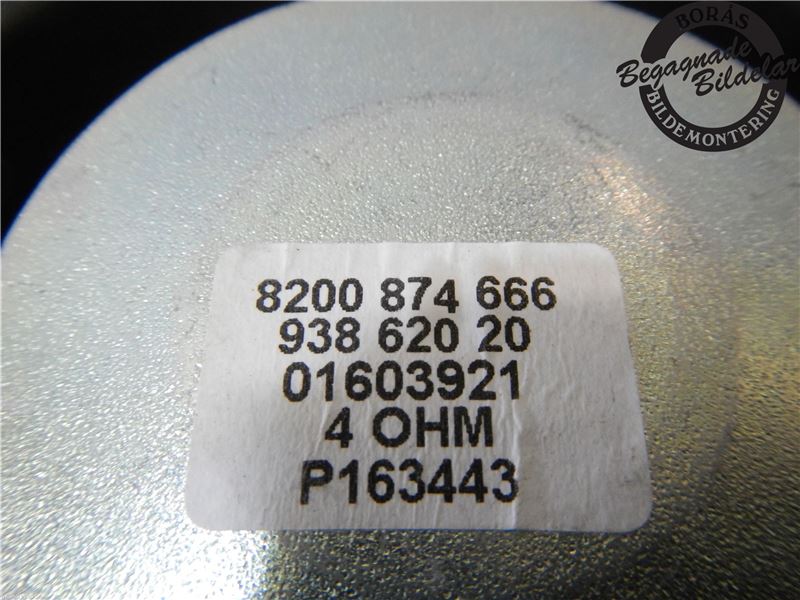 BORÅS
Begagnade
Bildelar
BILDEMONTERING
8200 874 666
938 620 20
01603921
4 OHM
P163443